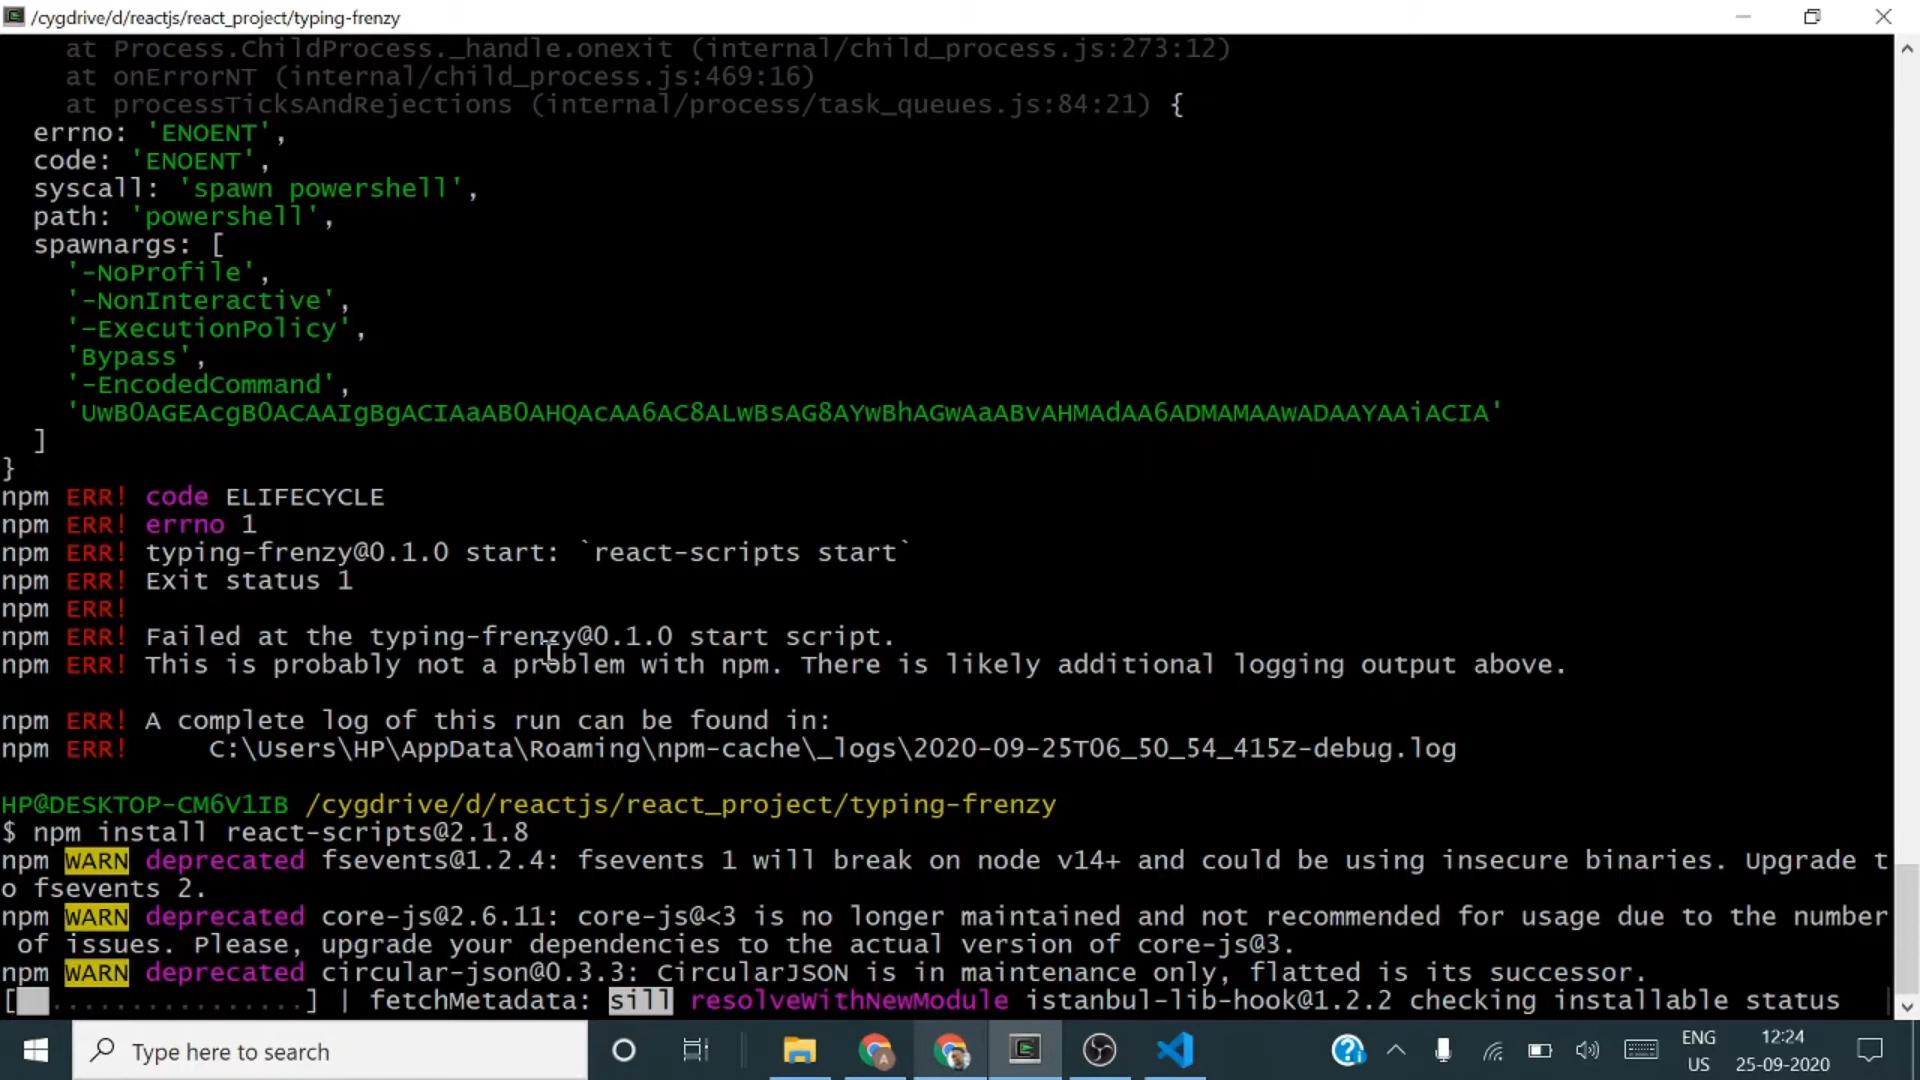 /cygdrive/d/reactjs/react_project/typing-frenzy
at Process.ChildProcess._handle.onexit (internal/child_process.js:273:12)
at onErrorNT (internal/child_process.js:469:16)
at processTicksAndRejections (internal/process/task_queues.js:84:21) {
errno: 'ENOENT',
code: 'ENOENT',
syscall: 'spawn powershell',
path: 'powershell',
spawnargs: [
'-NoProfile',
'-NonInteractive',
'-ExecutionPolicy',
'Bypass',
'-EncodedCommand',
'UwB0AGEAcgB0ACAAIgBgACIAaAB0AHQAcAA6AC8ALwBsAG8AYwBhAGwAaABvAHMAdAA6ADMAMAAwADAAYAAiACIA'
]
}
npm ERR! code ELIFECYCLE
npm ERR! errno 1
npm ERR! typing-frenzy@0.1.0 start: `react-scripts start`
npm ERR! Exit status 1
npm ERR!
npm ERR! Failed at the typing-frenzy@0.1.0 start script.
npm ERR! This is probably not a problem with npm. There is likely additional logging output above.
npm ERR! A complete log of this run can be found in:
npm ERR!     C:\Users\HP\AppData\Roaming\npm-cache\_logs\2020-09-25T06_50_54_415Z-debug.log
HP@DESKTOP-CM6V1IB /cygdrive/d/reactjs/react_project/typing-frenzy
$ npm install react-scripts@2.1.8
npm WARN deprecated fsevents@1.2.4: fsevents 1 will break on node v14+ and could be using insecure binaries. Upgrade t
o fsevents 2.
npm WARN deprecated core-js@2.6.11: core-js@<3 is no longer maintained and not recommended for usage due to the number
of issues. Please, upgrade your dependencies to the actual version of core-js@3.
npm WARN deprecated circular-json@0.3.3: CircularJSON is in maintenance only, flatted is its successor.
[  ..................] | fetchMetadata: sill resolveWithNewModule istanbul-lib-hook@1.2.2 checking installable status
Type here to search
ENG
US
12:24
25-09-2020